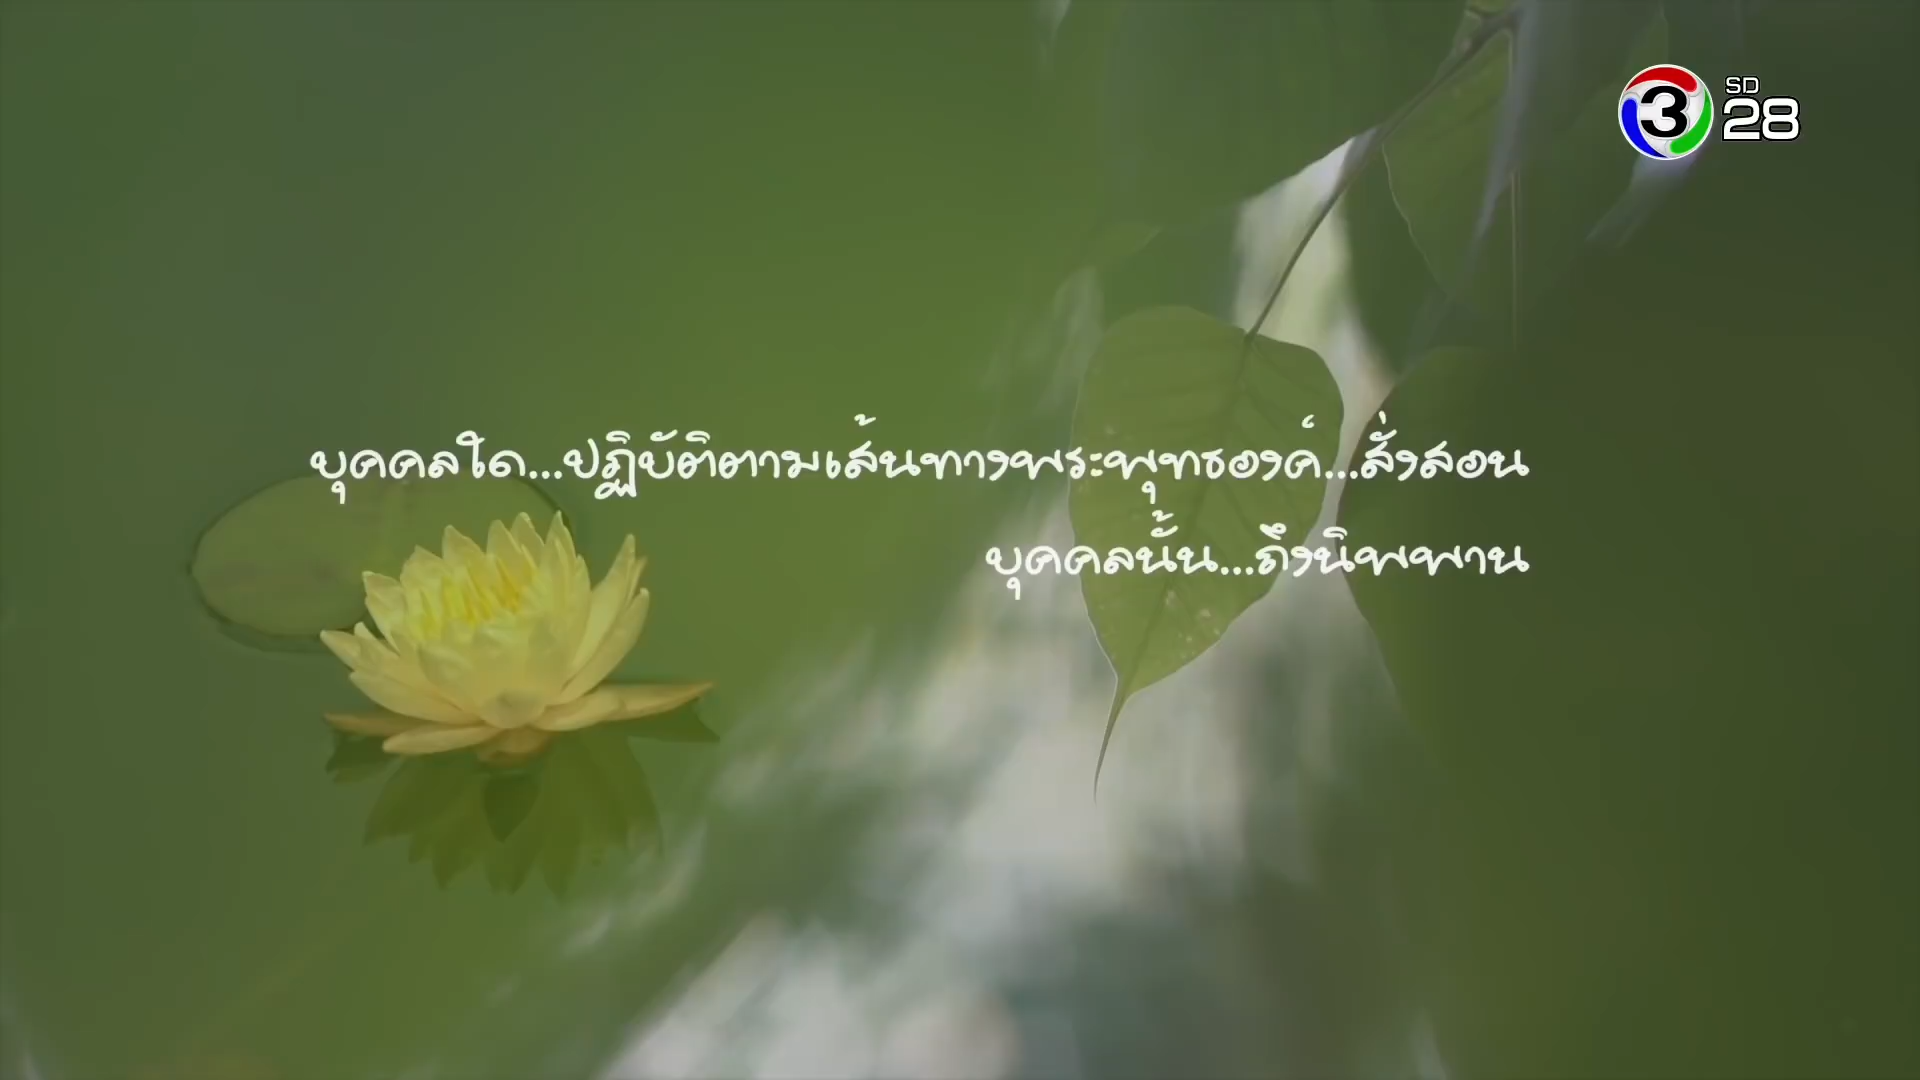 3 SD
28
บุคคลใด...ปฏิบัติตามเส้นทางพระพุทธองค์...สั่งสอน
บุคคลนั้น...ถึงนิพพาน